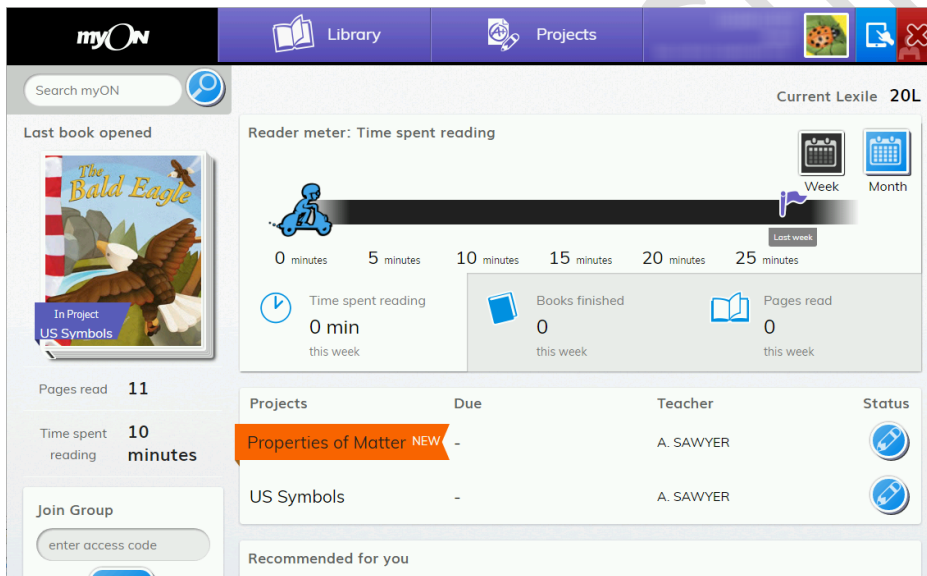 myON
Library
Projects
Search myON
Current Lexile 20L
Last book opened
The
Bald Eagle
In Project
US Symbols
Pages read 11
Time spent reading 10 minutes
Join Group
enter access code
Reader meter: Time spent reading
Week
Month
Last week
0 minutes 5 minutes 10 minutes 15 minutes 20 minutes 25 minutes
Time spent reading
0 min
this week
Books finished
0
this week
Pages read
0
this week
Projects Due Teacher Status
Properties of Matter NEW - A. SAWYER
US Symbols - A. SAWYER
Recommended for you